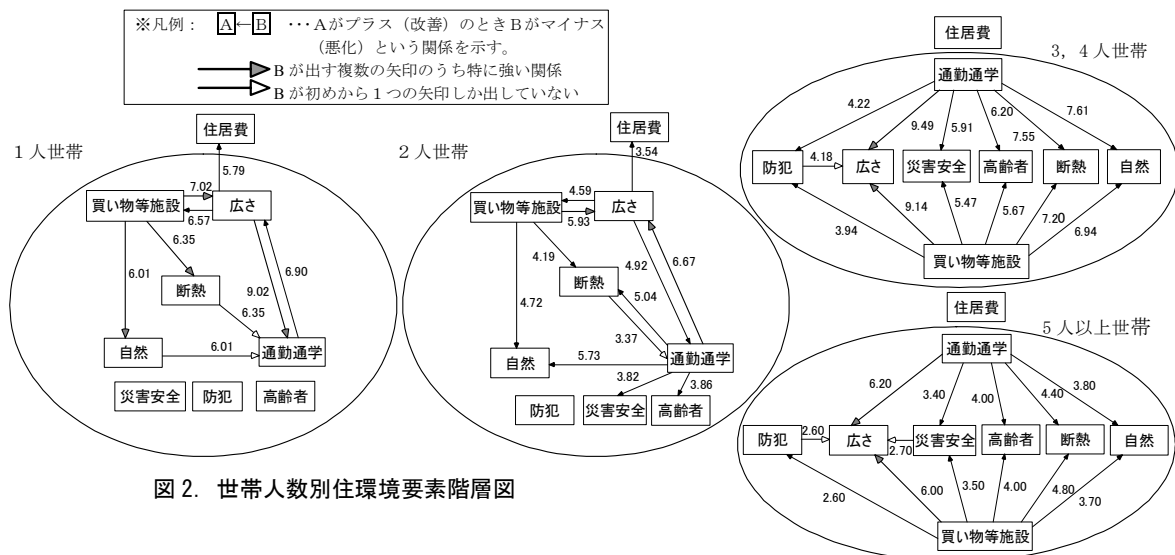 ※凡例： A←B ･･･Aがプラス(改善)のときBがマイナス
(悪化)という関係を示す。
Bが出す複数の矢印のうち特に強い関係
Bが初めから１つの矢印しか出していない
１人世帯
住居費
5.79
買い物等施設
7.02
6.57
広さ
6.35
6.01
断熱
9.02
6.90
6.35
自然
6.01
通勤通学
災害安全
防犯
高齢者
２人世帯
住居費
3.54
買い物等施設
4.59
5.93
広さ
4.19
4.92
6.67
断熱
5.04
4.72
3.37
自然
5.73
通勤通学
3.82
3.86
防犯
災害安全
高齢者
住居費
３，４人世帯
通勤通学
4.22
9.49
5.91
6.20
7.55
7.61
防犯
4.18
広さ
災害安全
高齢者
断熱
自然
3.94
9.14
5.47
5.67
7.20
6.94
買い物等施設
住居費
５人以上世帯
通勤通学
6.20
3.40
4.00
4.40
3.80
防犯
2.60
広さ
2.70
災害安全
高齢者
断熱
自然
2.60
6.00
3.50
4.00
4.80
3.70
買い物等施設
図２. 世帯人数別住環境要素階層図